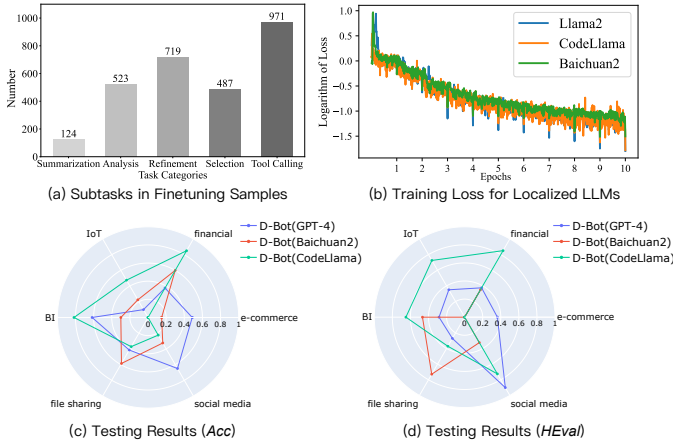 1000
971
800
719
600
523
487
400
200
124
0
Number
Summarization Analysis Refinement Selection Tool Calling
Task Categories
(a) Subtasks in Finetuning Samples
1.0
0.5
0.0
−0.5
−1.0
−1.5
Logarithm of Loss
Llama2
CodeLlama
Baichuan2
1 2 3 4 5 6 7 8 9 10
Epochs
(b) Training Loss for Localized LLMs
D-Bot(GPT-4)
D-Bot(Baichuan2)
D-Bot(CodeLlama)
IoT
financial
BI
e-commerce
0 0.2 0.4 0.6 0.8 1
file sharing
social media
(c) Testing Results (Acc)
D-Bot(GPT-4)
D-Bot(Baichuan2)
D-Bot(CodeLlama)
IoT
financial
BI
e-commerce
0 0.2 0.4 0.6 0.8 1
file sharing
social media
(d) Testing Results (HEval)